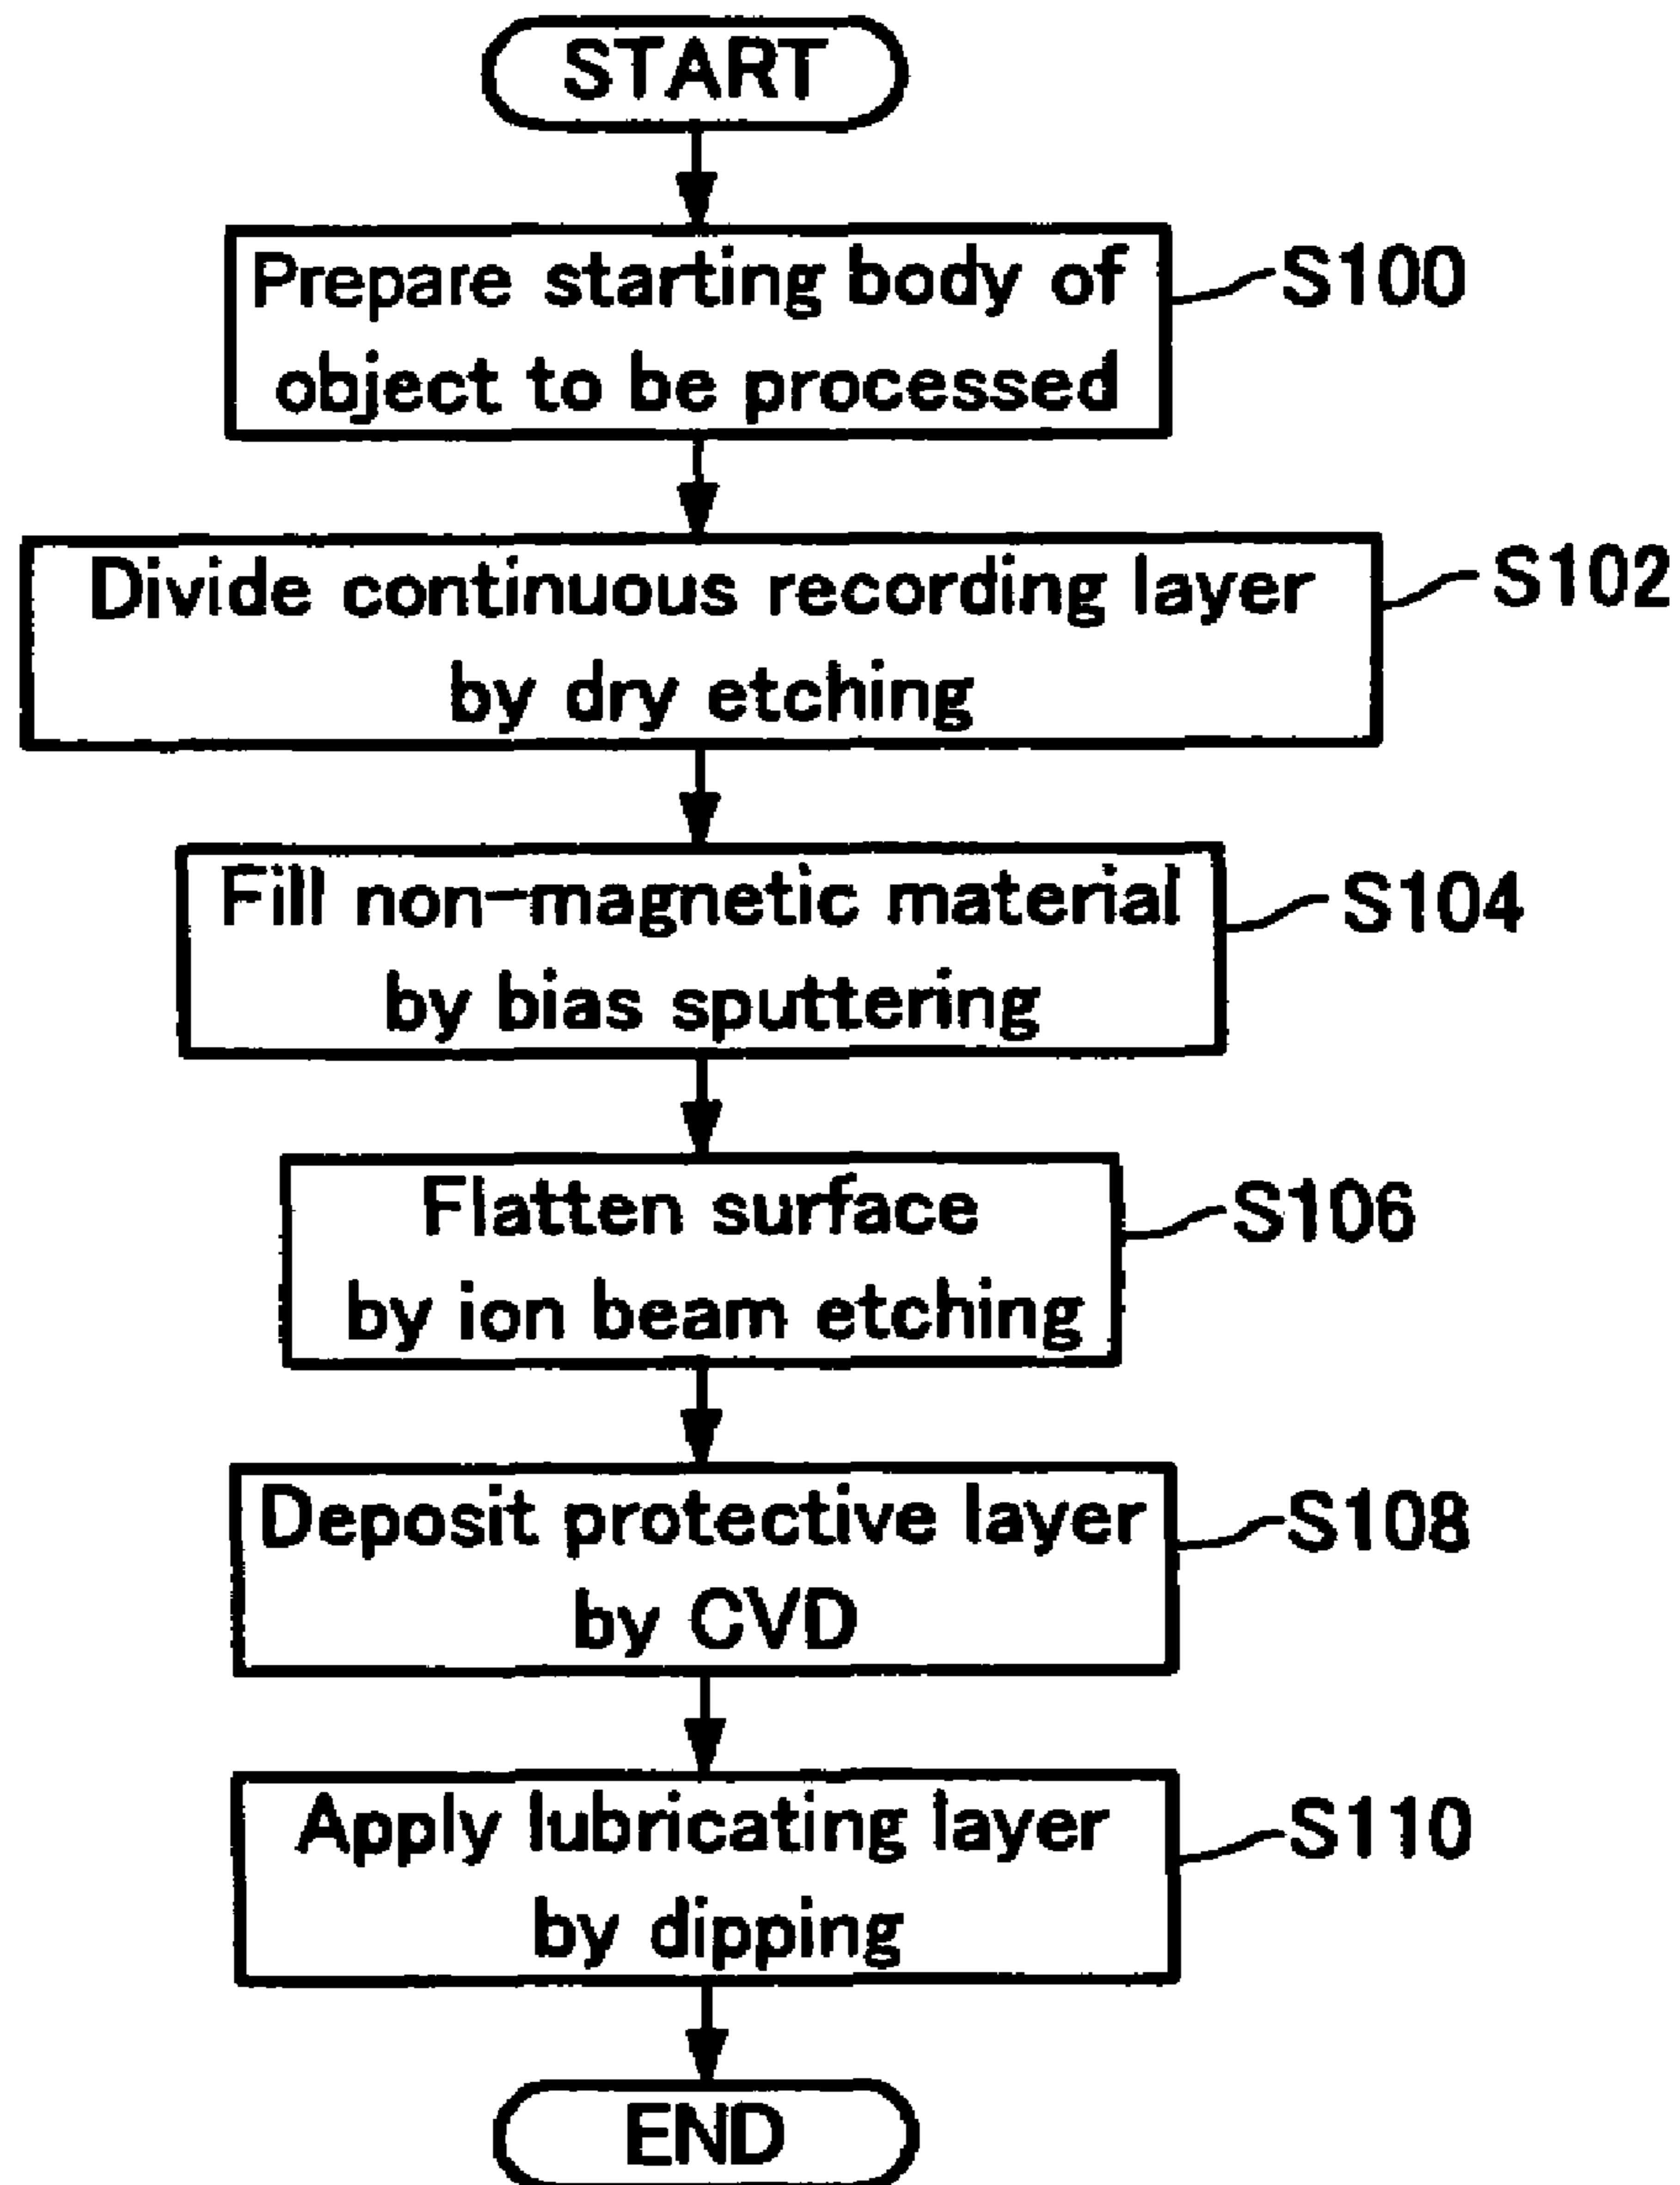 START
Prepare starting body of
object to be processed
S100
Divide continuous recording layer
by dry etching
S102
Fill non-magnetic material
by bias sputtering
S104
Flatten surface
by ion beam etching
S106
Deposit protective layer
by CVD
S108
Apply lubricating layer
by dipping
S110
END